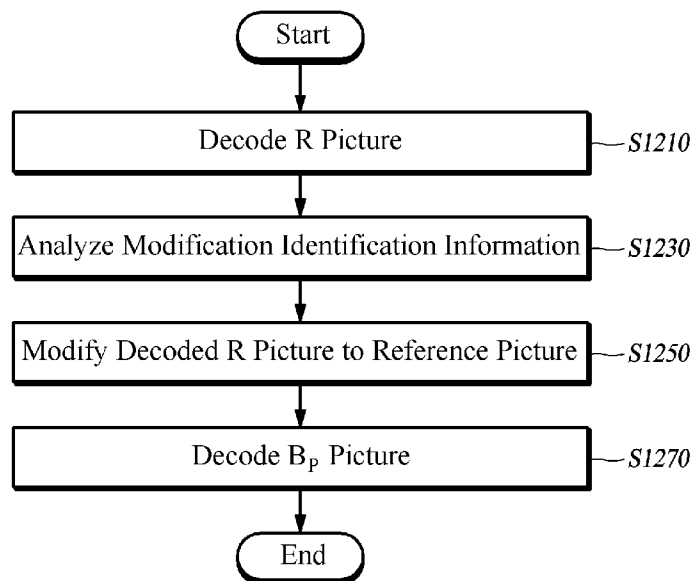 Start
Decode R Picture
S1210
Analyze Modification Identification Information
S1230
Modify Decoded R Picture to Reference Picture
S1250
Decode B_P Picture
S1270
End